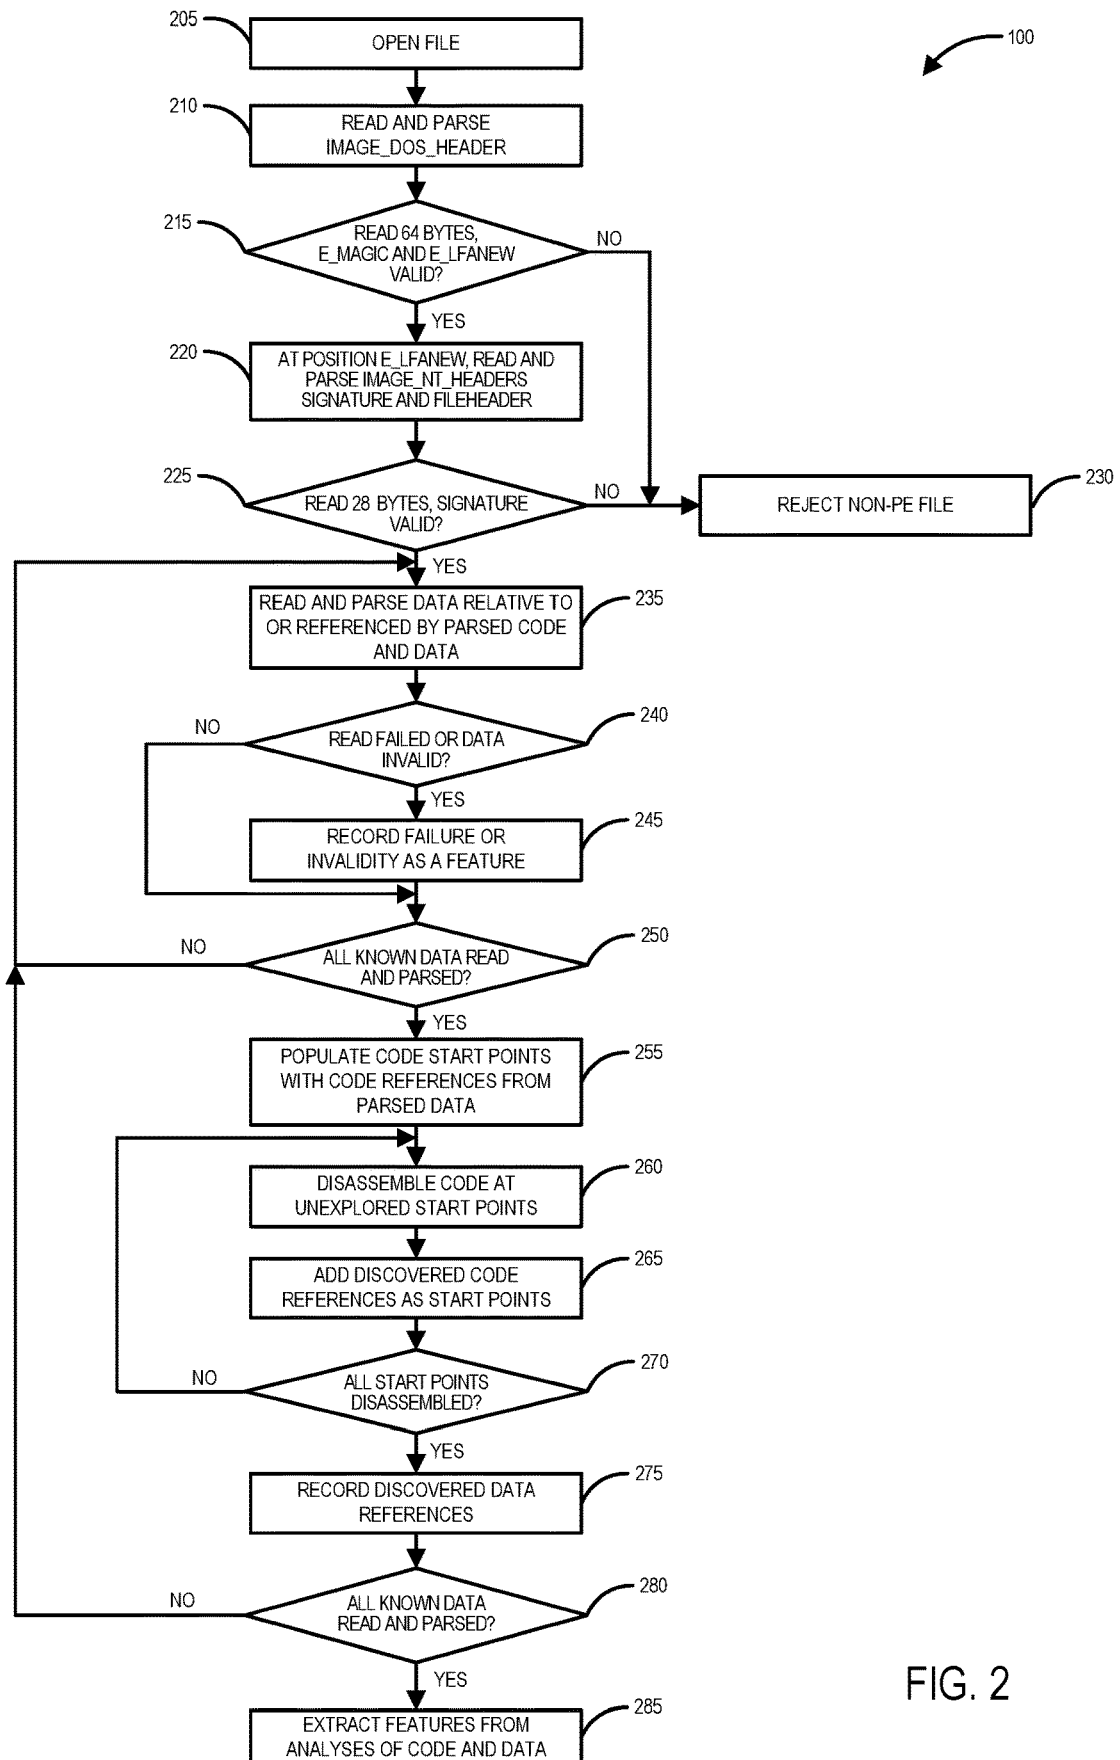 205
OPEN FILE
100
210
READ AND PARSE
IMAGE_DOS_HEADER
215
READ 64 BYTES,
E_MAGIC AND E_LFANEW
VALID?
NO
YES
220
AT POSITION E_LFANEW, READ AND
PARSE IMAGE_NT_HEADERS
SIGNATURE AND FILEHEADER
225
READ 28 BYTES, SIGNATURE
VALID?
NO
REJECT NON-PE FILE
230
YES
READ AND PARSE DATA RELATIVE TO
OR REFERENCED BY PARSED CODE
AND DATA
235
NO
READ FAILED OR DATA
INVALID?
240
YES
RECORD FAILURE OR
INVALIDITY AS A FEATURE
245
NO
ALL KNOWN DATA READ
AND PARSED?
250
YES
POPULATE CODE START POINTS
WITH CODE REFERENCES FROM
PARSED DATA
255
DISASSEMBLE CODE AT
UNEXPLORED START POINTS
260
ADD DISCOVERED CODE
REFERENCES AS START POINTS
265
NO
ALL START POINTS
DISASSEMBLED?
270
YES
RECORD DISCOVERED DATA
REFERENCES
275
NO
ALL KNOWN DATA
READ AND PARSED?
280
YES
EXTRACT FEATURES FROM
ANALYSES OF CODE AND DATA
285
FIG. 2